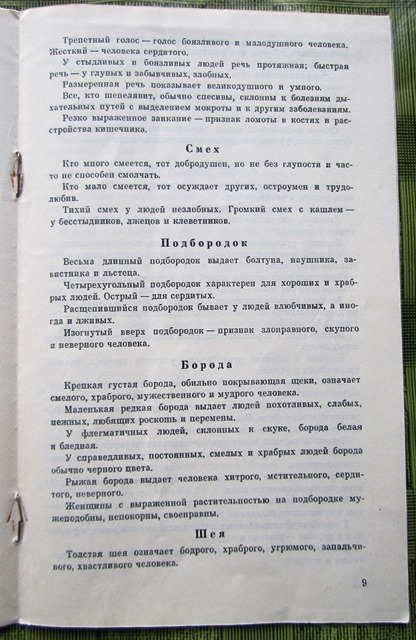 Трепетный голос — голос боязливого и малодушного человека.
Жесткий — человека сердитого.
У стыдливых и боязливых людей речь протяжная; быстрая
речь — у глупых и забывчивых, злобных.
Размеренная речь показывает великодушного и умного.
Все, кто шепелявит, обычно спесивы, склонны к болезням ды-
хательных путей с выделением мокроты и к другим заболеваниям.
Резко выраженное заикание — признак ломоты в костях и рас-
стройства кишечника.
Смех
Кто много смеется, тот добродушен, но не без глупости и час-
то не способен смолчать.
Кто мало смеется, тот осуждает других, остроумен и трудо-
любив.
Тихий смех у людей незлобных. Громкий смех с кашлем —
у бесстыдников, лжецов и клеветников.
Подбородок
Весьма длинный подбородок выдает болтуна, наушника, за-
вистника и льстеца.
Четырехугольный подбородок характерен для хороших и храб-
рых людей. Острый — для сердитых.
Расщепившийся подбородок бывает у людей влюбчивых, а ино-
гда и лживых.
Изогнутый вверх подбородок — признак злонравного, скупого
и неверного человека.
Борода
Крепкая густая борода, обильно покрывающая щеки, означает
смелого, храброго, мужественного и мудрого человека.
Маленькая редкая борода выдает людей похотливых, слабых,
нежных, любящих роскошь и перемены.
У флегматичных людей, склонных к скуке, борода белая
и бледная.
У справедливых, постоянных, смелых и храбрых людей борода
обычно черного цвета.
Рыжая борода выдает человека хитрого, мстительного, серди-
того, неверного.
Женщины с выраженной растительностью на подбородке му-
жеподобны, непокорны, своенравны.
Шея
Толстая шея означает бодрого, храброго, угрюмого, запальчи-
вого, хвастливого человека.
9